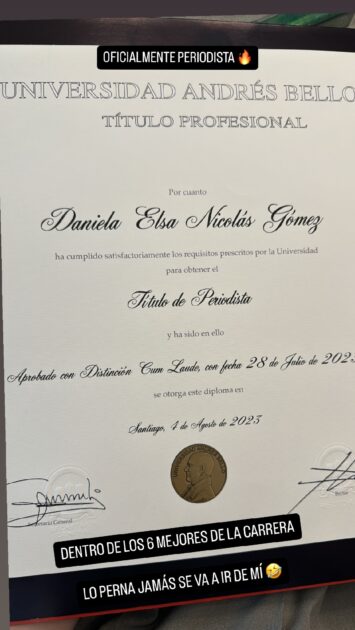 OFICIALMENTE PERIODISTA 🔥
UNIVERSIDAD ANDRÉS BELLO
TÍTULO PROFESIONAL
Por cuanto
Daniela Elsa Nicolás Gómez
ha cumplido satisfactoriamente los requisitos prescritos por la Universidad
para obtener el
Título de Periodista
y ha sido en ello
Aprobado con Distinción Cum Laude, con fecha 28 de Julio de 2023
se otorga este diploma en
Santiago, 4 de Agosto de 2023
Secretario General
Rector
DENTRO DE LOS 6 MEJORES DE LA CARRERA
LO PERNA JAMÁS SE VA A IR DE MÍ 🤣